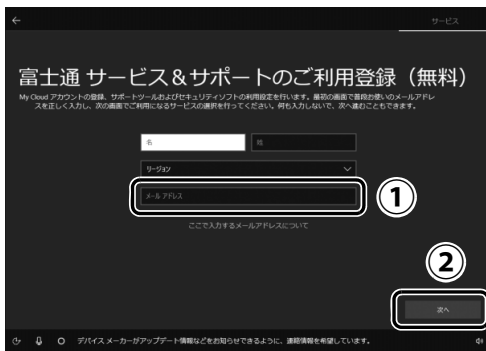 サービス
富士通 サービス＆サポートのご利用登録（無料）
My Cloud アカウントの登録、サポートツールおよびセキュリティソフトの利用設定を行います。最初の画面で普段お使いのメールアドレ
スを正しく入力し、次の画面でご利用になるサービスの選択を行ってください。何も入力しないで、次へ進むこともできます。
名 姓
リージョン
メール アドレス ①
ここで入力するメールアドレスについて
②
次へ
デバイス メーカーがアップデート情報などをお知らせできるように、連絡情報を希望しています。